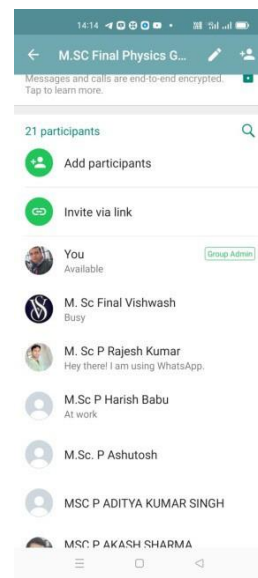 14:14
M.SC Final Physics G...
Messages and calls are end-to-end encrypted.
Tap to learn more.
21 participants
Add participants
Invite via link
You
Group Admin
Available
M. Sc Final Vishwash
Busy
M. Sc P Rajesh Kumar
Hey there! I am using WhatsApp.
M.Sc P Harish Babu
At work
M.Sc. P Ashutosh
MSC P ADITYA KUMAR SINGH
MSC P AKASH SHARMA